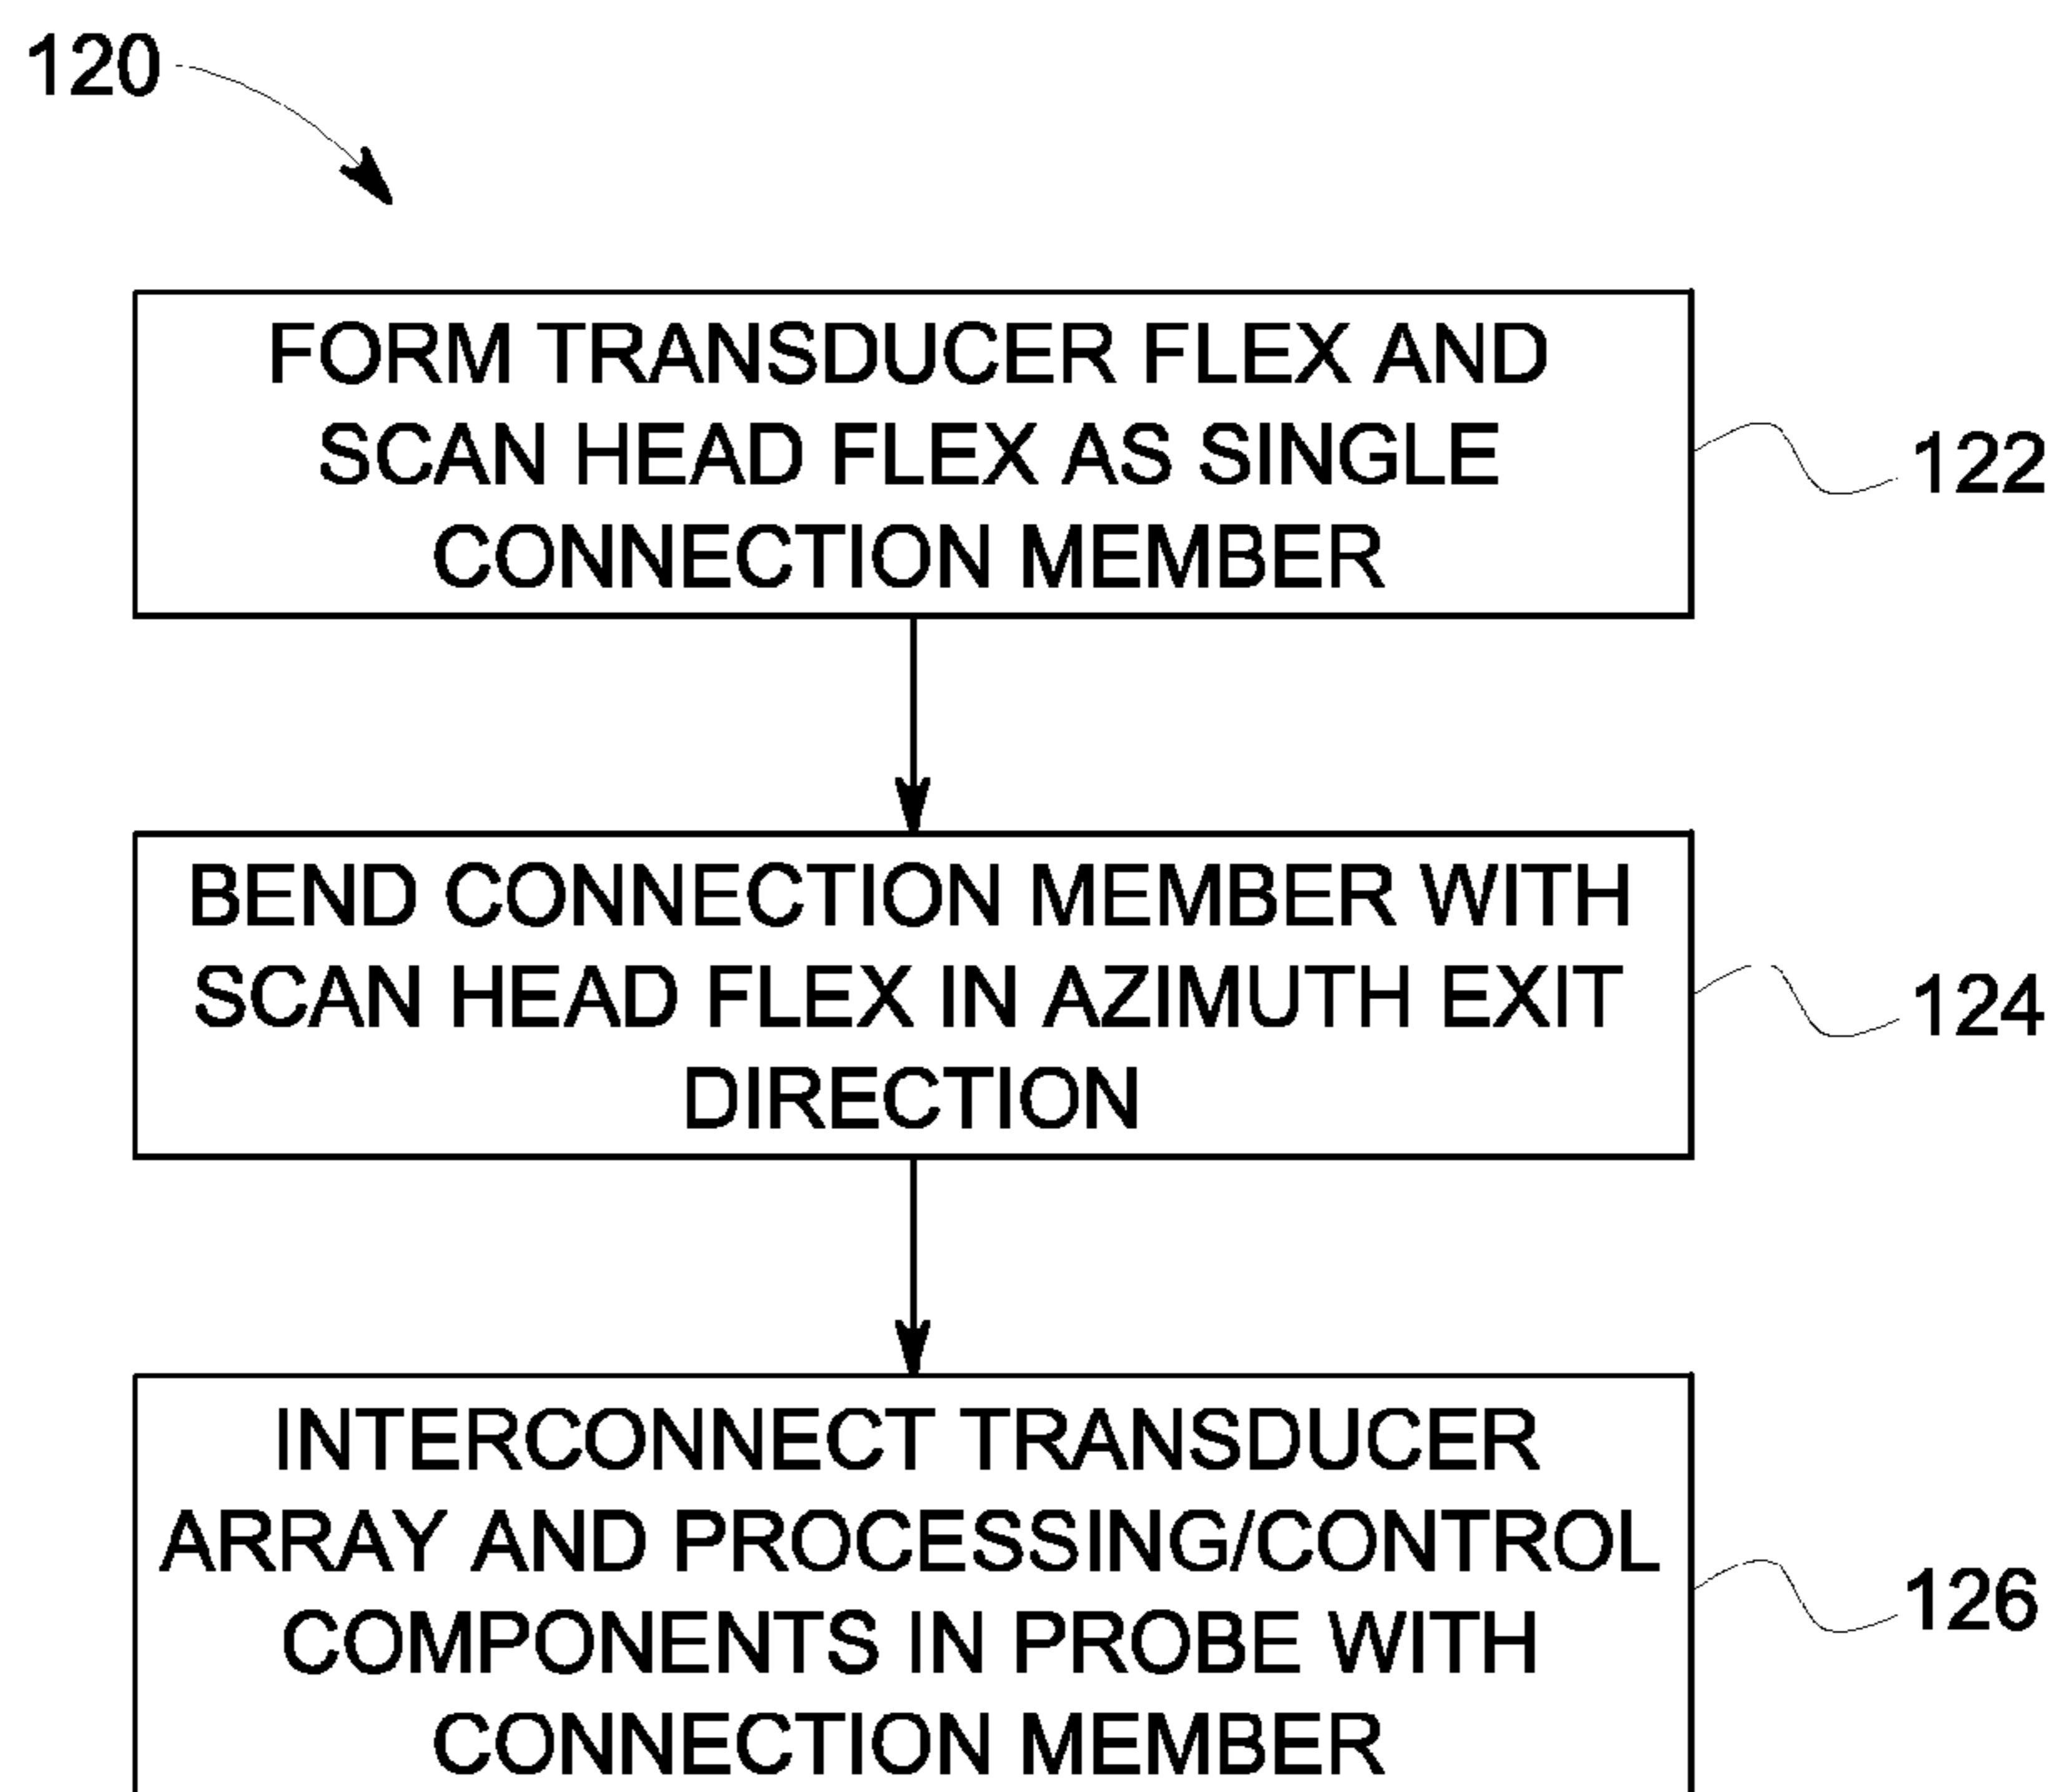 120
FORM TRANSDUCER FLEX AND
SCAN HEAD FLEX AS SINGLE
CONNECTION MEMBER
122
BEND CONNECTION MEMBER WITH
SCAN HEAD FLEX IN AZIMUTH EXIT
DIRECTION
124
INTERCONNECT TRANSDUCER
ARRAY AND PROCESSING/CONTROL
COMPONENTS IN PROBE WITH
CONNECTION MEMBER
126